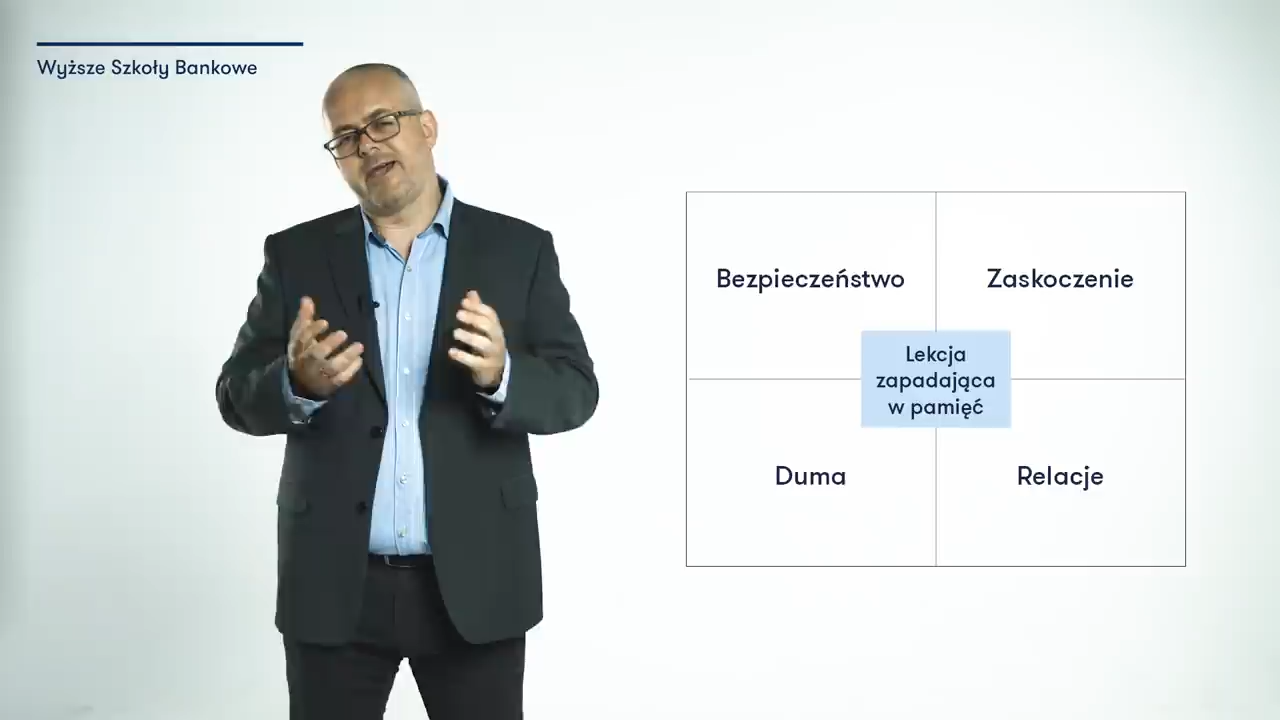 Wyższe Szkoły Bankowe
Bezpieczeństwo
Zaskoczenie
Lekcja
zapadająca
w pamięć
Duma
Relacje